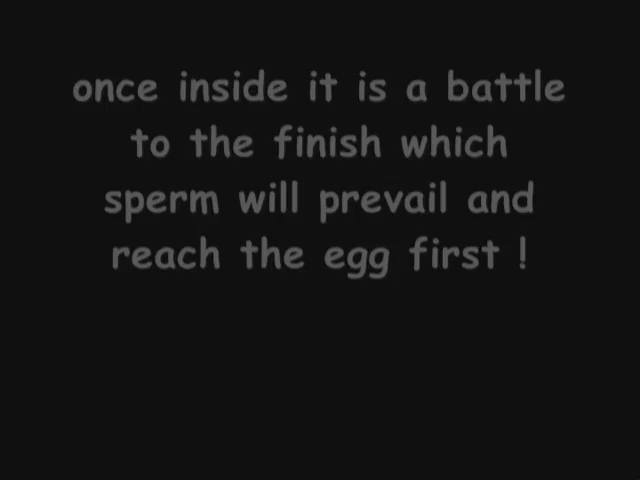 once inside it is a battle
to the finish which
sperm will prevail and
reach the egg first !